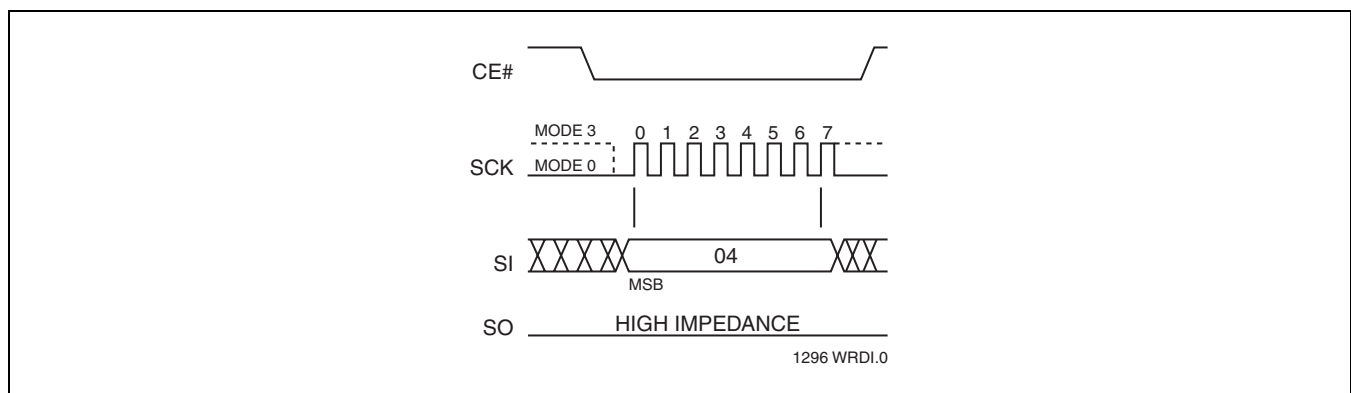 CE#
MODE 3
0 1 2 3 4 5 6 7
SCK
MODE 0
SI
04
MSB
SO
HIGH IMPEDANCE
1296 WRDI.0